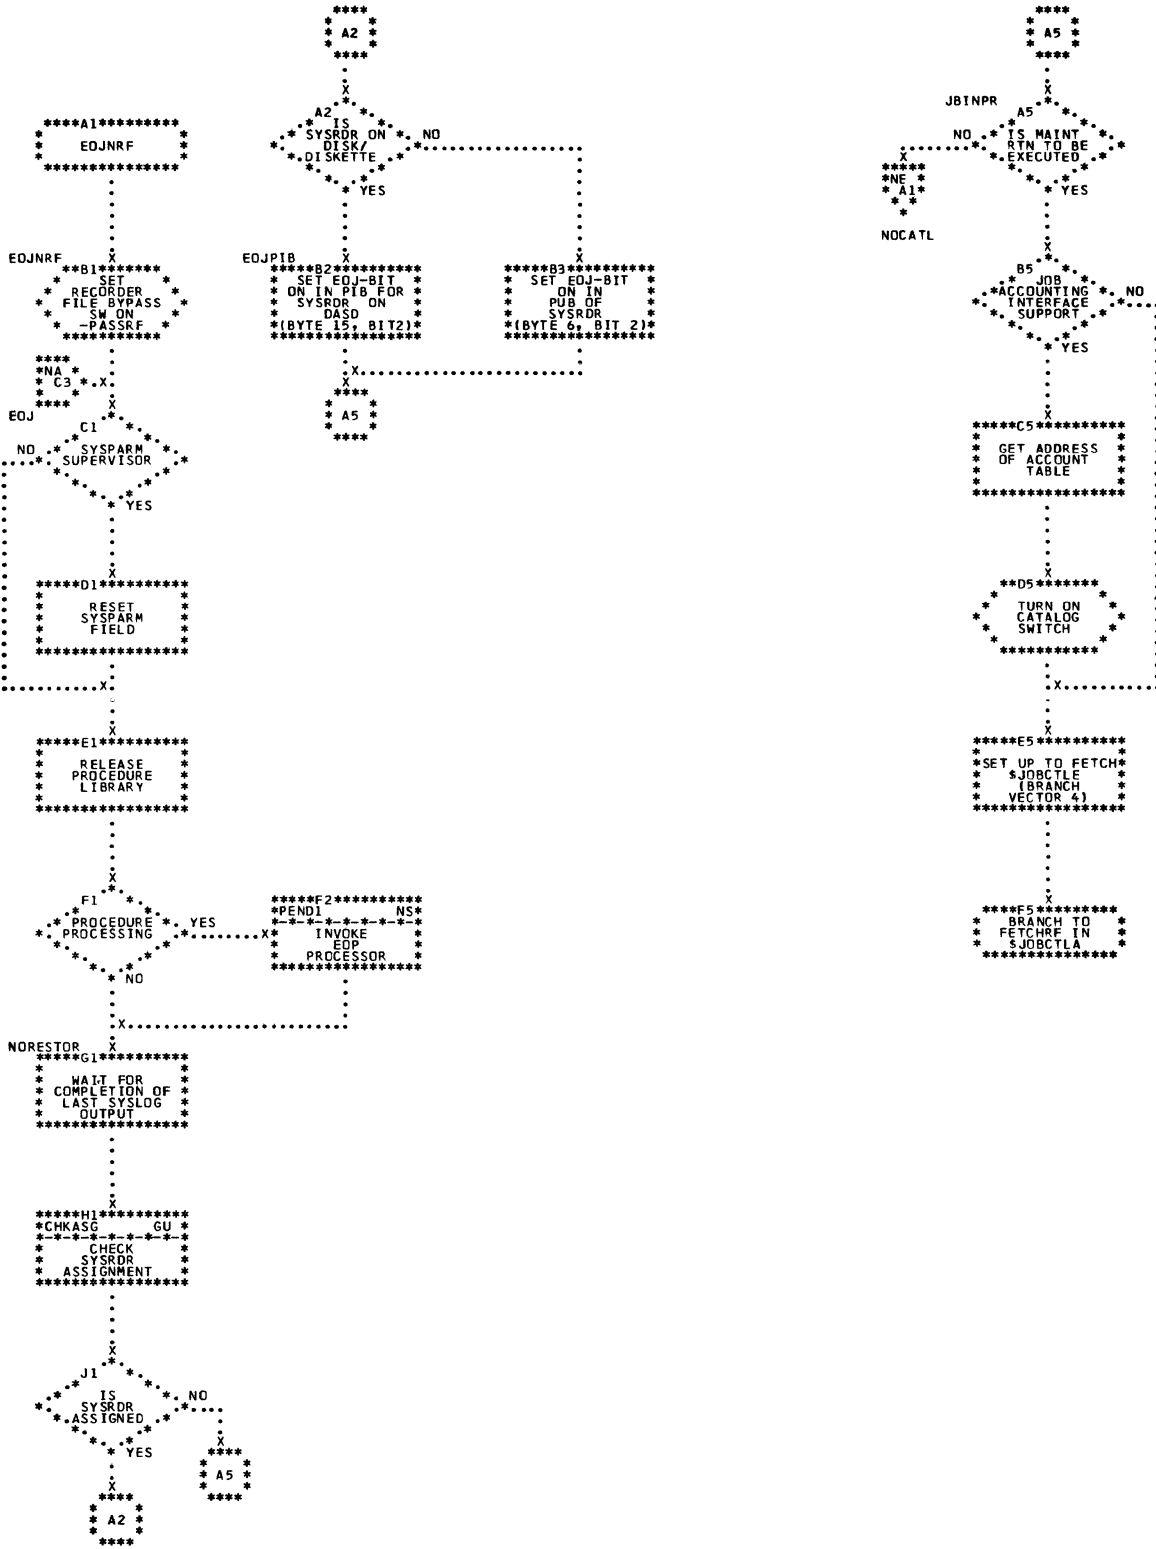 A1
EOJNRF
EOJNRF
B1
SET
RECORDER
FILE BYPASS
SW ON
-PASSRF
NA
C3
EOJ
C1
SYSPARM
SUPERVISOR
NO
YES
D1
RESET
SYSPARM
FIELD
E1
RELEASE
PROCEDURE
LIBRARY
F1
PROCEDURE
PROCESSING
YES
NO
F2
PEND1 NS
INVOKE
EOP
PROCESSOR
NORESTOR
G1
WAIT FOR
COMPLETION OF
LAST SYSLOG
OUTPUT
H1
CHKASG GU
CHECK
SYSRDR
ASSIGNMENT
J1
IS
SYSRDR
ASSIGNED
NO
YES
A5
A2
A2
A2
IS
SYSRDR ON
DISK/
DISKETTE
NO
YES
EOJPIB
B2
SET EOJ-BIT
ON IN PIB FOR
SYSRDR ON
DASD
(BYTE 15, BIT2)
B3
SET EOJ-BIT
ON IN
PUB OF
SYSRDR
(BYTE 6, BIT 2)
A5
A5
JBINPR
A5
IS MAINT
RTN TO BE
EXECUTED
NO
YES
NE
A1
NOCATL
B5
JOB
ACCOUNTING
INTERFACE
SUPPORT
NO
YES
C5
GET ADDRESS
OF ACCOUNT
TABLE
D5
TURN ON
CATALOG
SWITCH
E5
SET UP TO FETCH
$JOBCTLE
(BRANCH
VECTOR 4)
F5
BRANCH TO
FETCHRF IN
$JOBCTLA